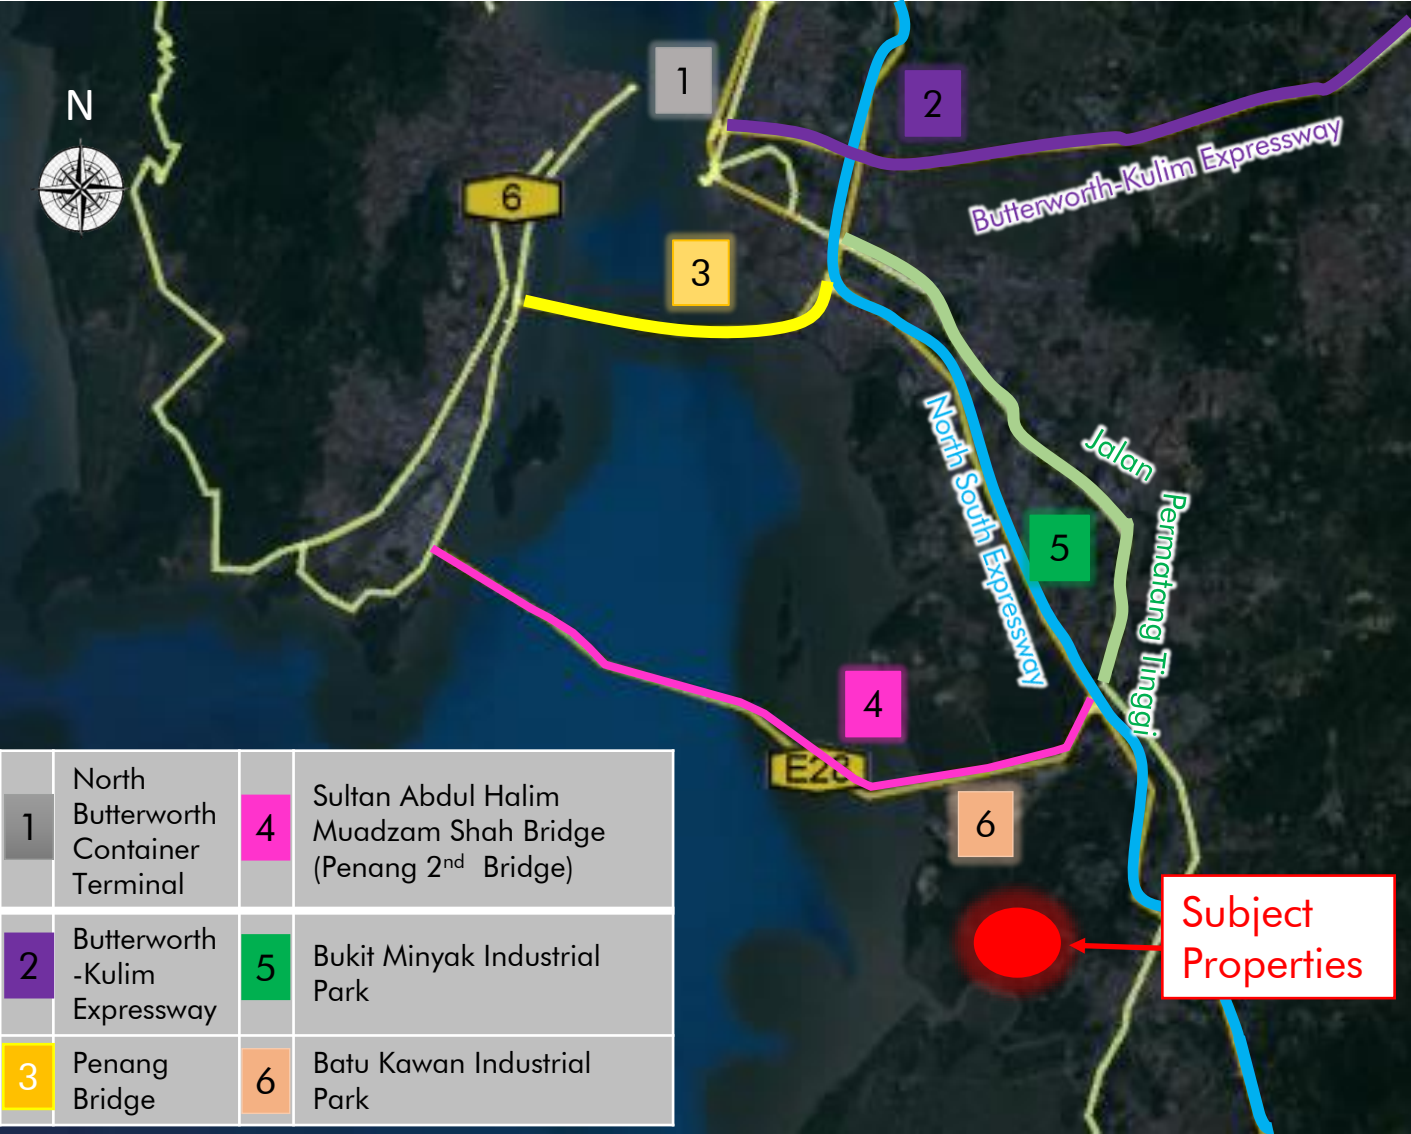 N
1
2
Butterworth-Kulim Expressway
6
3
North South Expressway
Jalan
Permatang Tinggi
5
4
E28
6
Subject
Properties
1
North
Butterworth
Container
Terminal
4
Sultan Abdul Halim
Muadzam Shah Bridge
(Penang 2nd Bridge)
2
Butterworth
-Kulim
Expressway
5
Bukit Minyak Industrial
Park
3
Penang
Bridge
6
Batu Kawan Industrial
Park